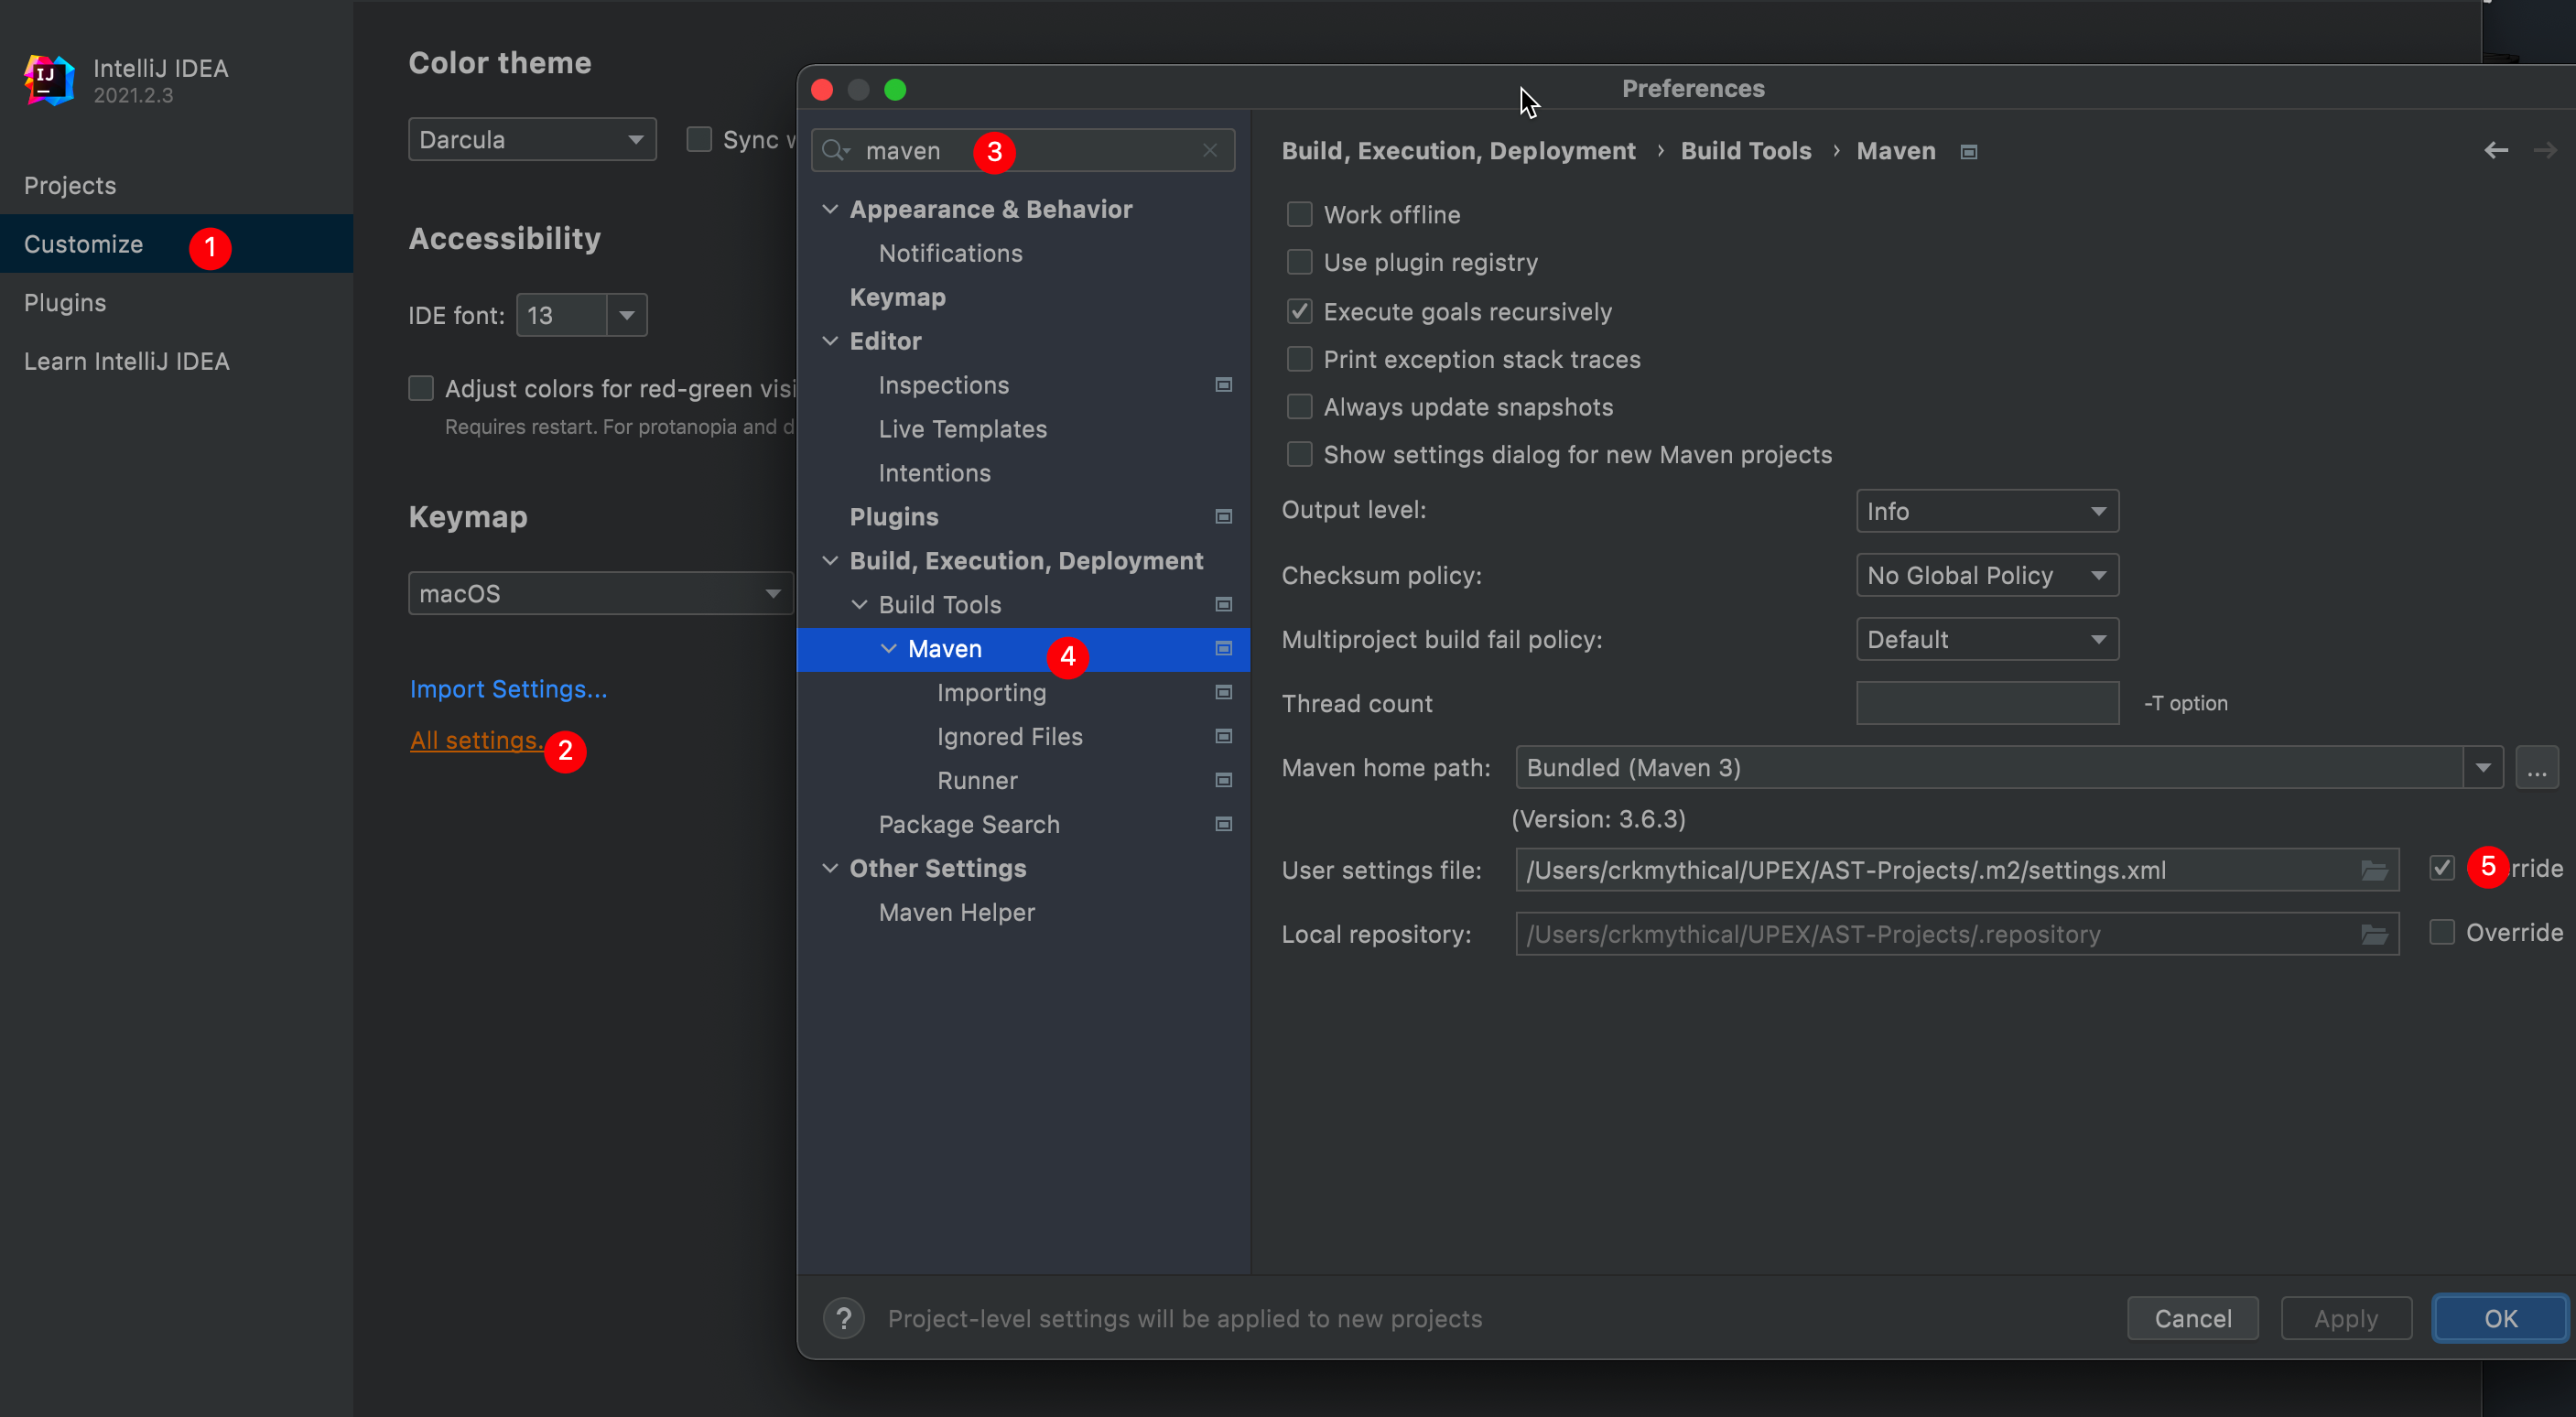 IntelliJ IDEA
2021.2.3
Projects
Customize 1
Plugins
Learn IntelliJ IDEA
Color theme
Darcula
Sync
Accessibility
IDE font: 13
Adjust colors for red-green visi
Requires restart. For protanopia and d
Keymap
macOS
Import Settings...
All settings. 2
Preferences
maven 3
Appearance & Behavior
Notifications
Keymap
Editor
Inspections
Live Templates
Intentions
Plugins
Build, Execution, Deployment
Build Tools
Maven 4
Importing
Ignored Files
Runner
Package Search
Other Settings
Maven Helper
Build, Execution, Deployment › Build Tools › Maven
Work offline
Use plugin registry
Execute goals recursively
Print exception stack traces
Always update snapshots
Show settings dialog for new Maven projects
Output level: Info
Checksum policy: No Global Policy
Multiproject build fail policy: Default
Thread count -T option
Maven home path: Bundled (Maven 3) ...
(Version: 3.6.3)
User settings file: /Users/crkmythical/UPEX/AST-Projects/.m2/settings.xml 5 rride
Local repository: /Users/crkmythical/UPEX/AST-Projects/.repository Override
? Project-level settings will be applied to new projects
Cancel Apply OK